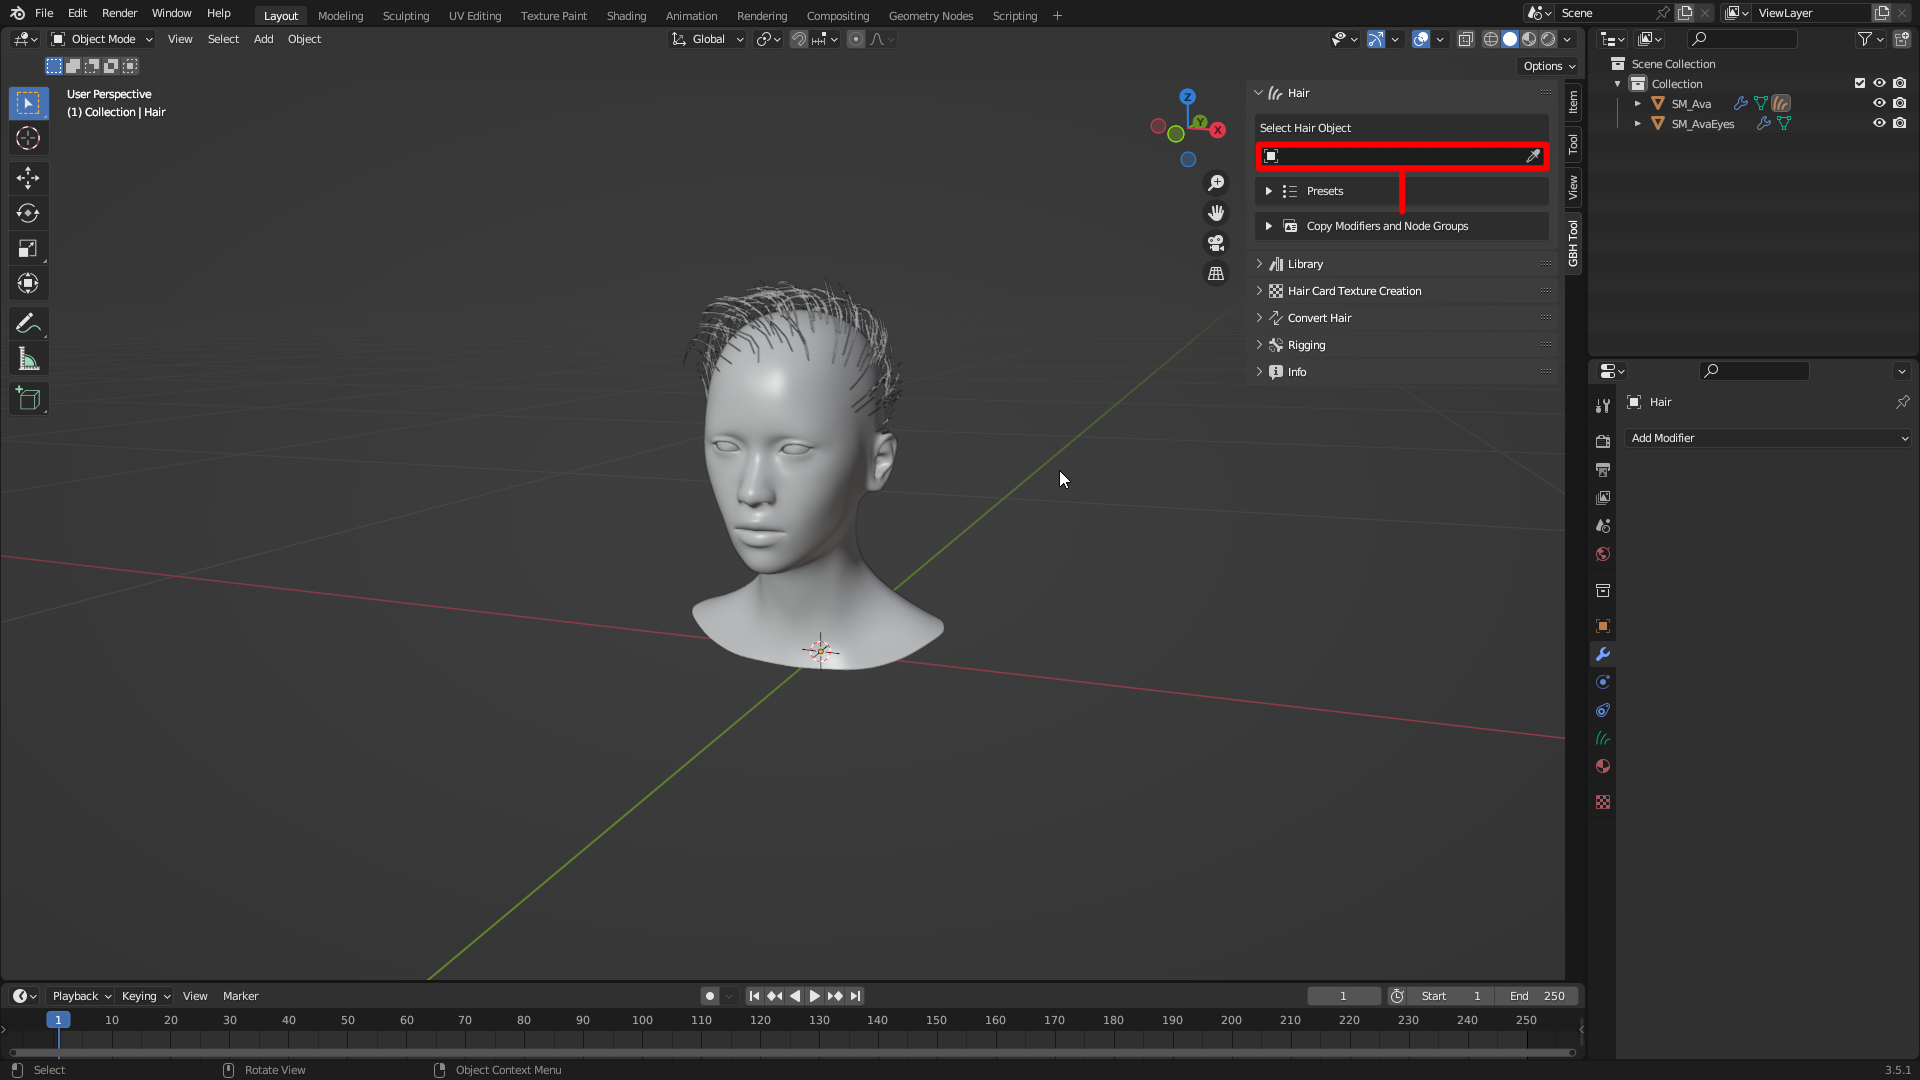 File Edit Render Window Help Layout Modeling Sculpting UV Editing Texture Paint Shading Animation Rendering Compositing Geometry Nodes Scripting + Scene ViewLayer
Object Mode View Select Add Object Global
Options
User Perspective
(1) Collection | Hair
Z
Y
X
Hair
Select Hair Object
Presets
Copy Modifiers and Node Groups
Library
Hair Card Texture Creation
Convert Hair
Rigging
Info
Item
Tool
View
GBH Tool
Scene Collection
Collection
SM_Ava
SM_AvaEyes
Hair
Add Modifier
Playback Keying View Marker 1 Start 1 End 250
1 10 20 30 40 50 60 70 80 90 100 110 120 130 140 150 160 170 180 190 200 210 220 230 240 250
Select Rotate View Object Context Menu 3.5.1